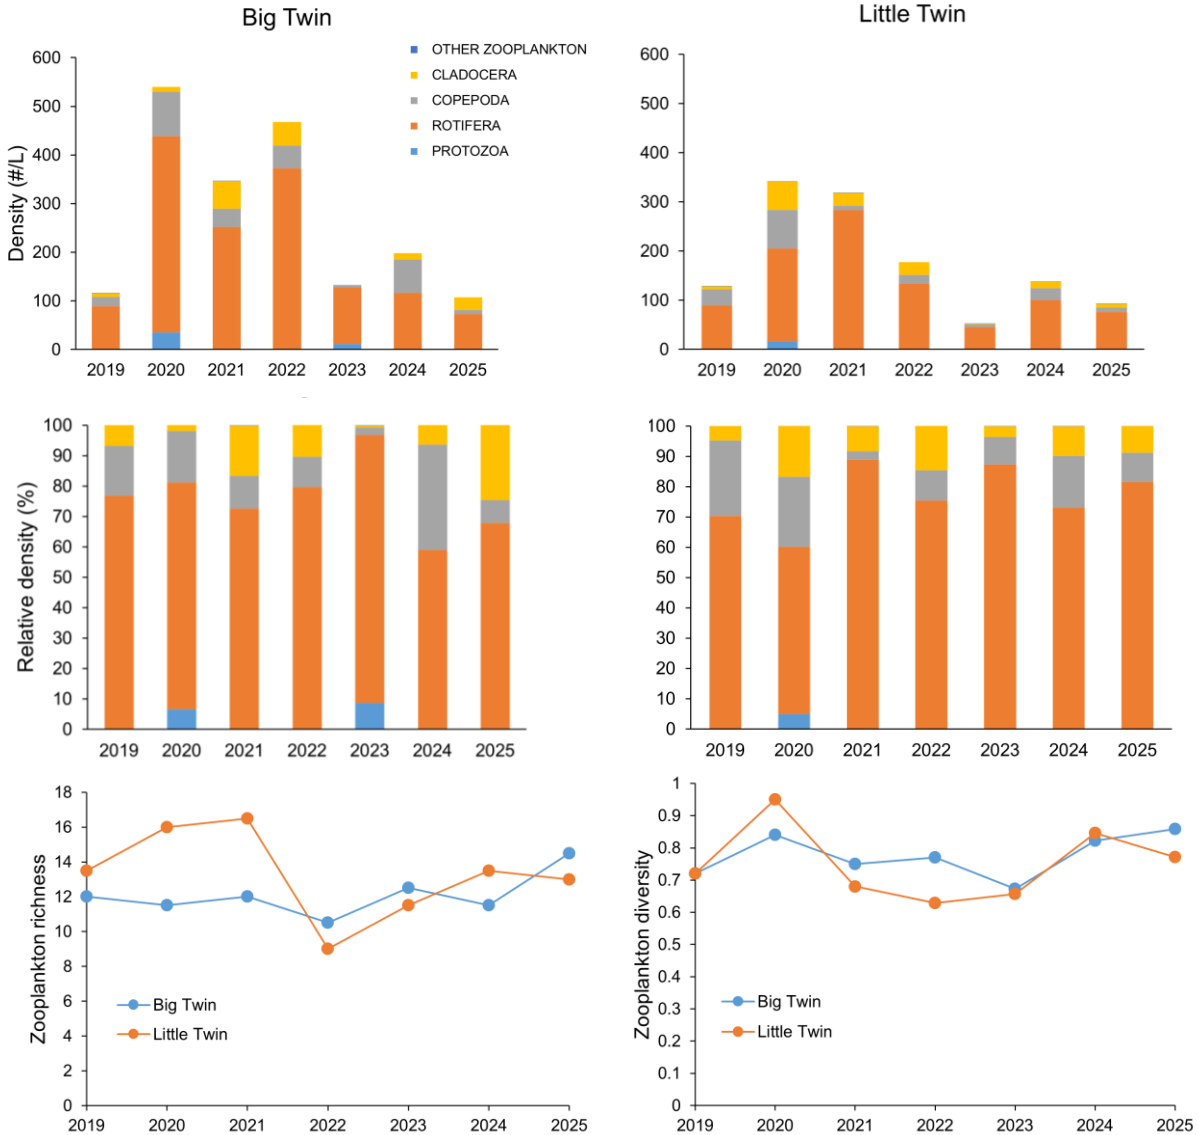 Big Twin
Little Twin
OTHER ZOOPLANKTON
CLADOCERA
COPEPODA
ROTIFERA
PROTOZOA
Density (#/L)
600
500
400
300
200
100
0
2019 2020 2021 2022 2023 2024 2025
600
500
400
300
200
100
0
2019 2020 2021 2022 2023 2024 2025
Relative density (%)
100
90
80
70
60
50
40
30
20
10
0
2019 2020 2021 2022 2023 2024 2025
100
90
80
70
60
50
40
30
20
10
0
2019 2020 2021 2022 2023 2024 2025
Zooplankton richness
18
16
14
12
10
8
6
4
2
0
Big Twin
Little Twin
2019 2020 2021 2022 2023 2024 2025
Zooplankton diversity
1
0.9
0.8
0.7
0.6
0.5
0.4
0.3
0.2
0.1
0
Big Twin
Little Twin
2019 2020 2021 2022 2023 2024 2025